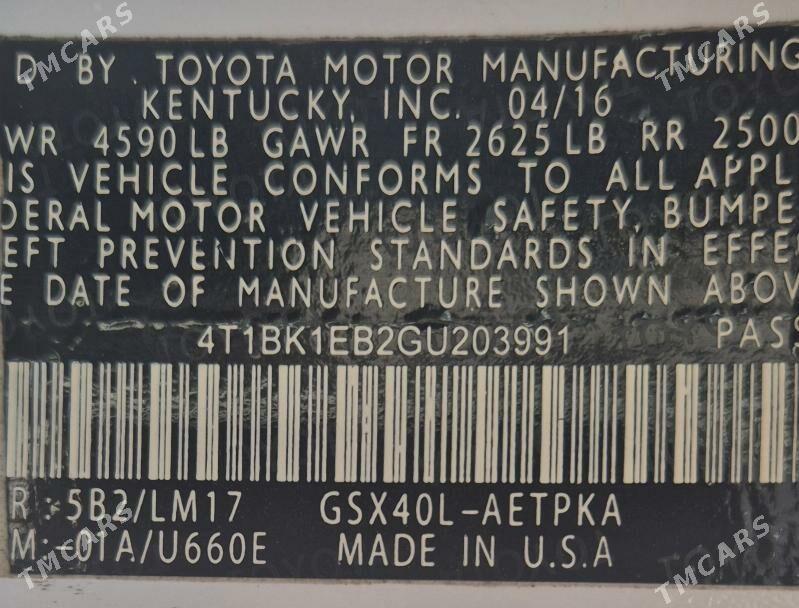 D BY TOYOTA MOTOR MANUFACTURING
KENTUCKY, INC. 04/16
WR 4590LB GAWR FR 2625LB RR 2500
IS VEHICLE CONFORMS TO ALL APPL
DERAL MOTOR VEHICLE SAFETY, BUMPE
EFT PREVENTION STANDARDS IN EFFE
E DATE OF MANUFACTURE SHOWN ABOV
4T1BK1EB2GU203991 PASS
R: 5B2/LM17 GSX40L-AETPKA
M: 01A/U660E MADE IN U.S.A
TMCARS
TMCARS
TMCARS
TMCARS